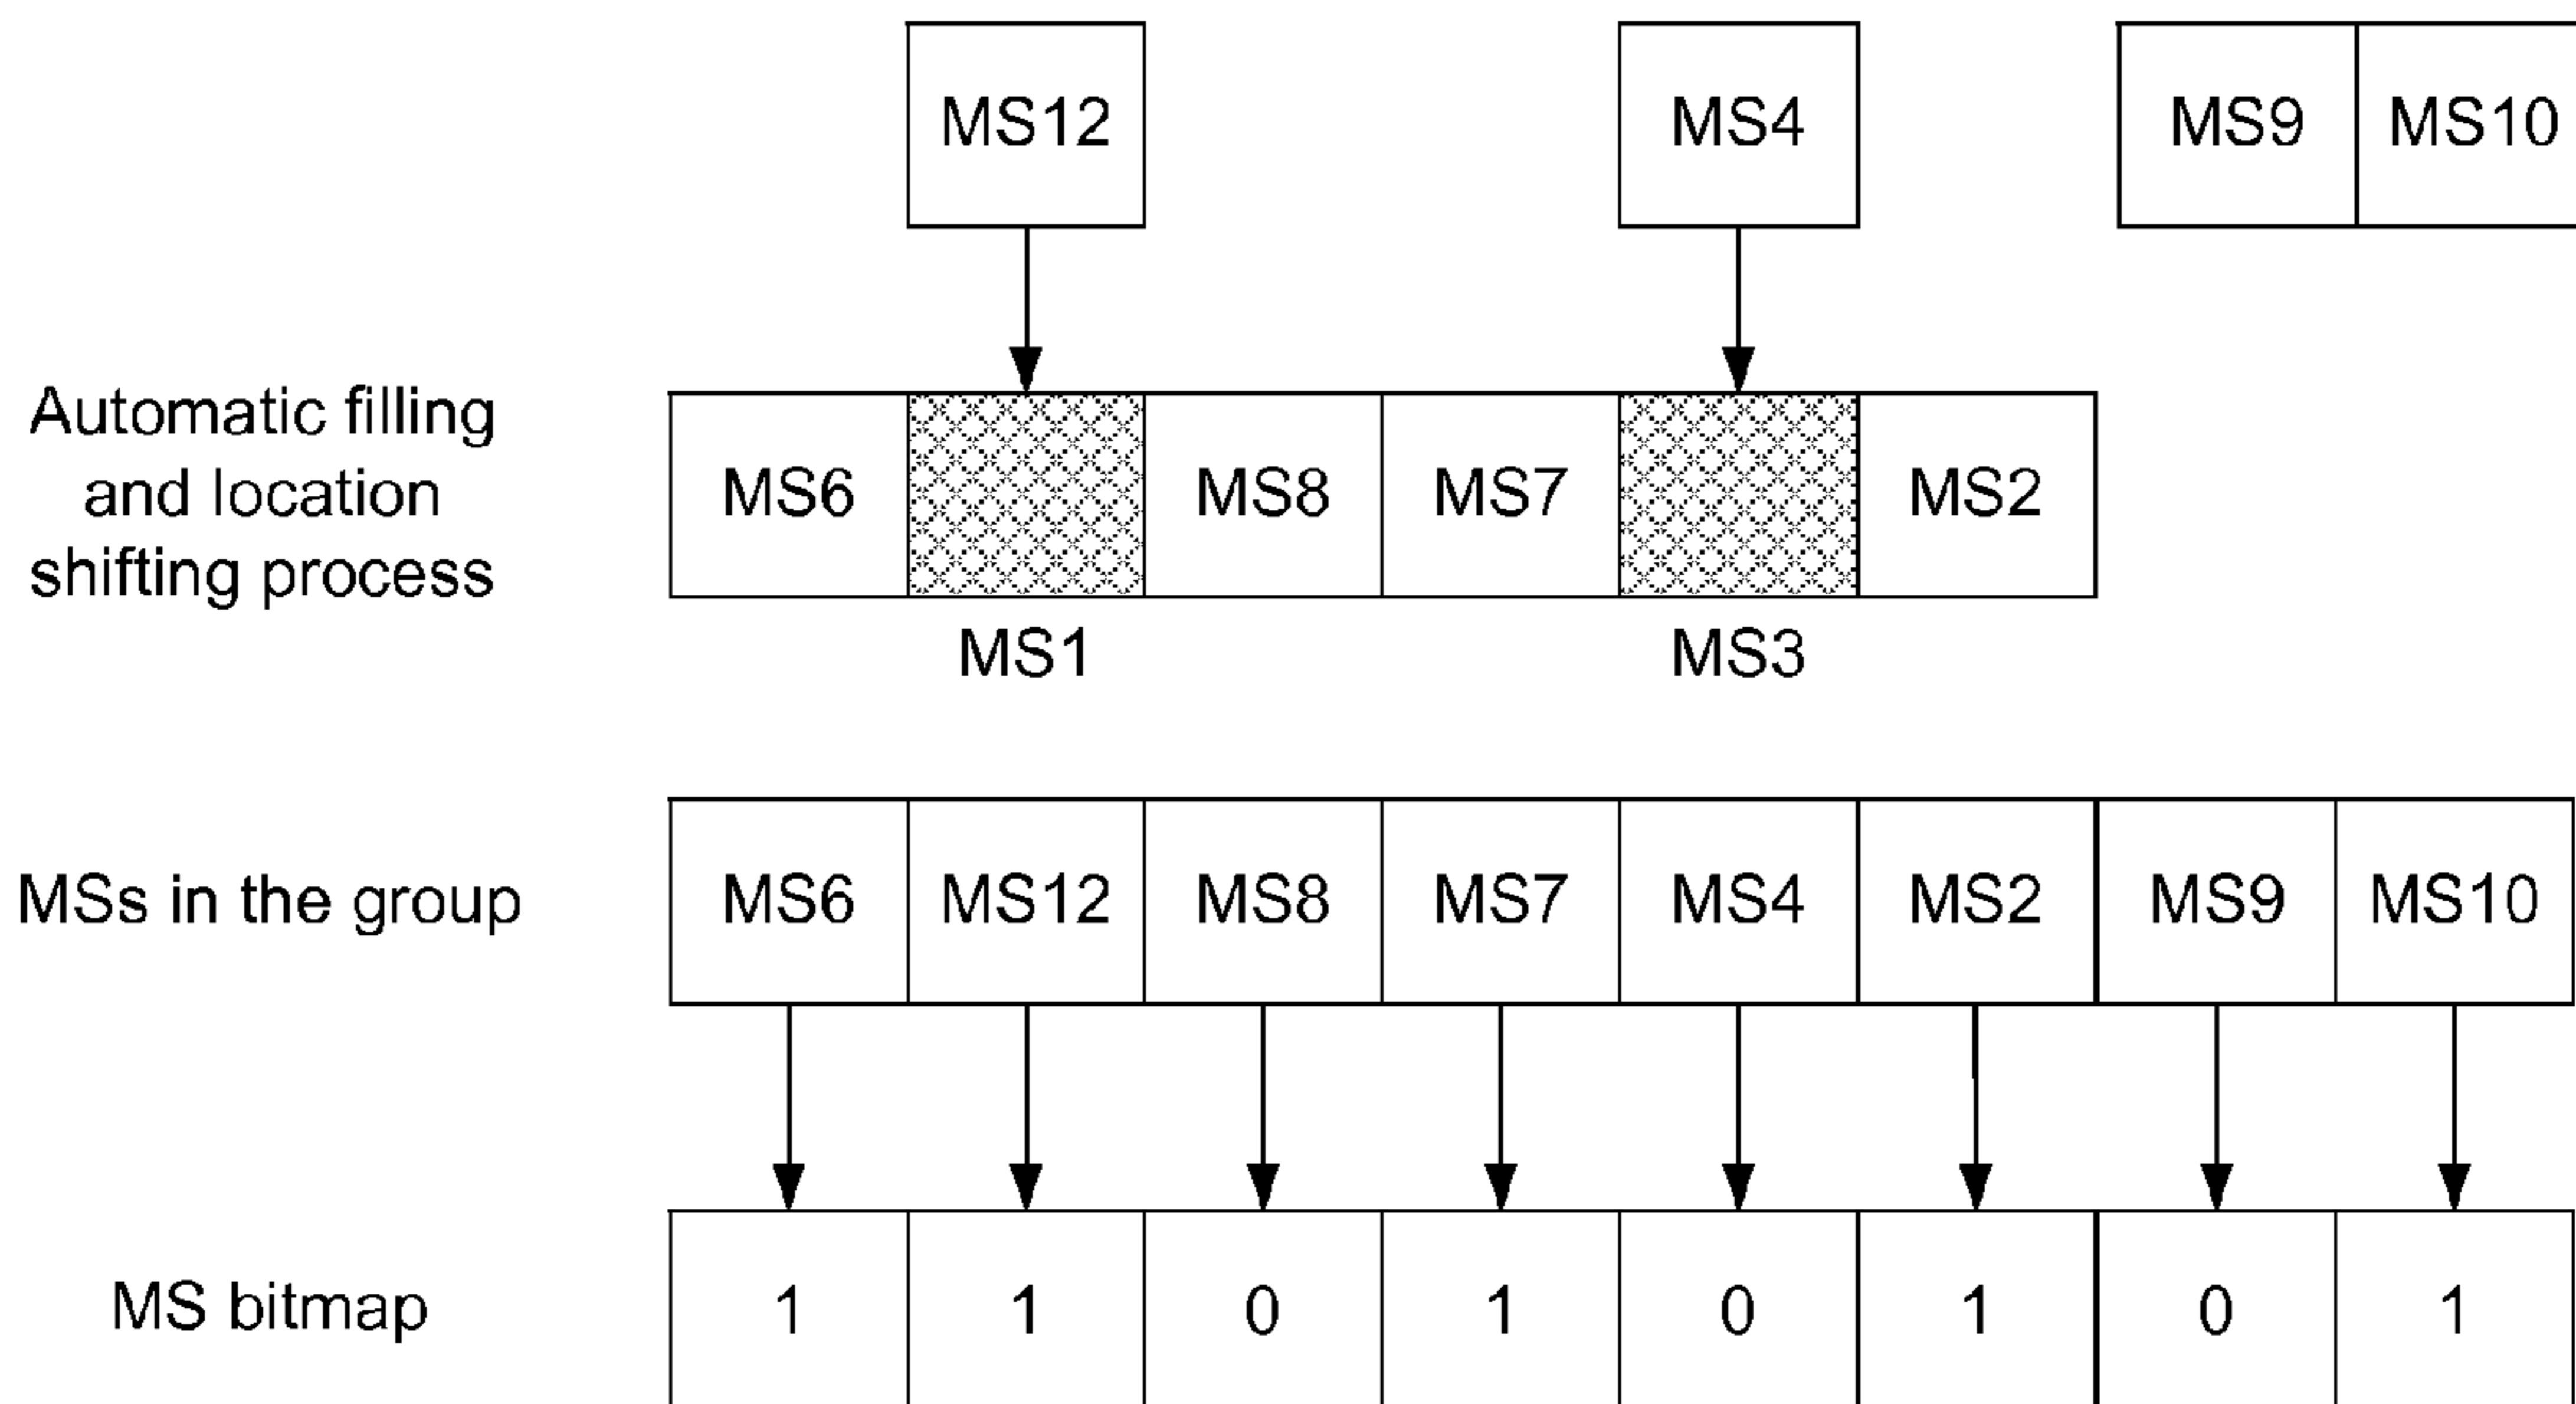 MS12 MS4 MS9 MS10
Automatic filling
and location
shifting process
MS6 MS8 MS7 MS2
MS1 MS3
MSs in the group MS6 MS12 MS8 MS7 MS4 MS2 MS9 MS10
MS bitmap 1 1 0 1 0 1 0 1